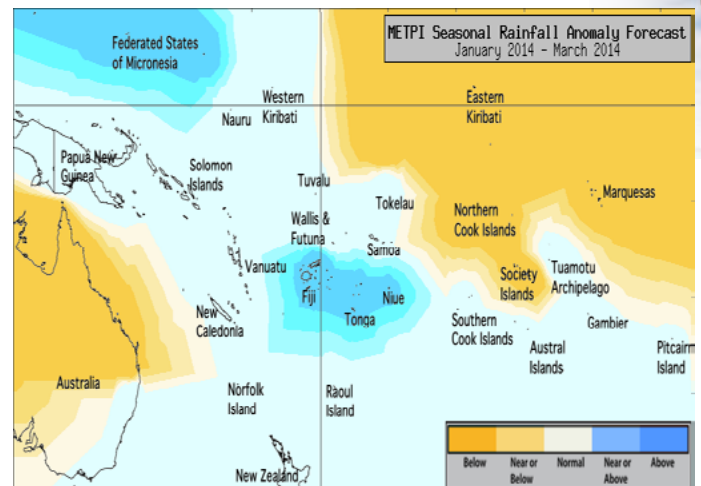 METPI Seasonal Rainfall Anomaly Forecast
January 2014 - March 2014
Federated States
of Micronesia
Western
Kiribati
Eastern
Kiribati
Nauru
Papua New
Guinea
Solomon
Islands
Tuvalu
Tokelau
Marquesas
Northern
Cook Islands
Wallis &
Futuna
Samoa
Vanuatu
Fiji
Niue
Tonga
Society
Islands
Tuamotu
Archipelago
New
Caledonia
Southern
Cook Islands
Gambier
Austral
Islands
Pitcairn
Island
Australia
Norfolk
Island
Raoul
Island
New Zealand
Below
Near or
Below
Normal
Near or
Above
Above